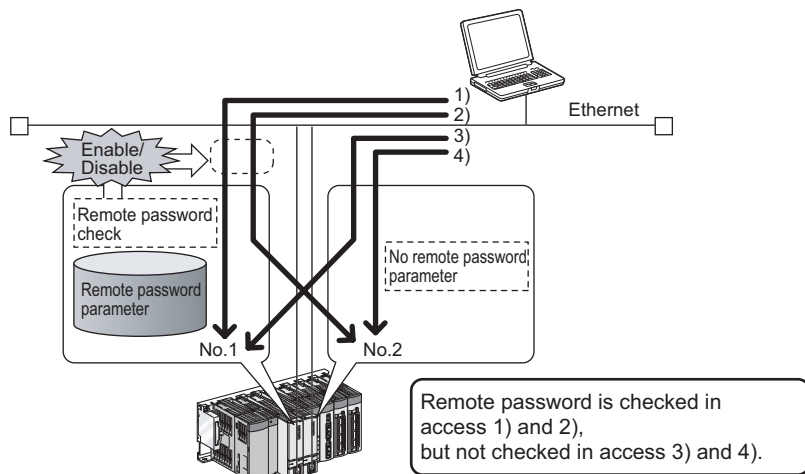 1)
2)
Ethernet
3)
4)
Enable/
Disable
Remote password
check
Remote password
parameter
No remote password
parameter
No.1
No.2
Remote password is checked in
access 1) and 2),
but not checked in access 3) and 4).